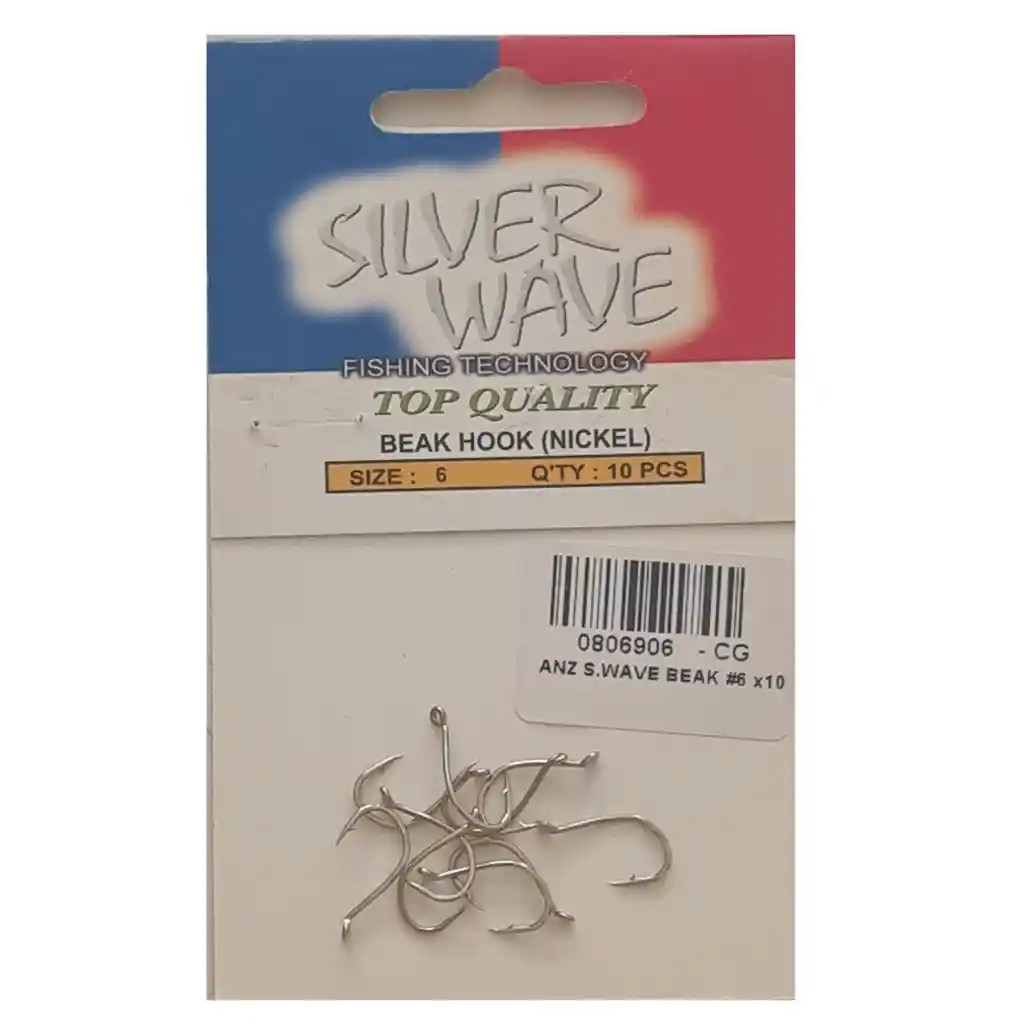 SILVER
WAVE
FISHING TECHNOLOGY
TOP QUALITY
BEAK HOOK (NICKEL)
SIZE : 6 Q'TY : 10 PCS
0806906 - CG
ANZ S.WAVE BEAK #6 x10